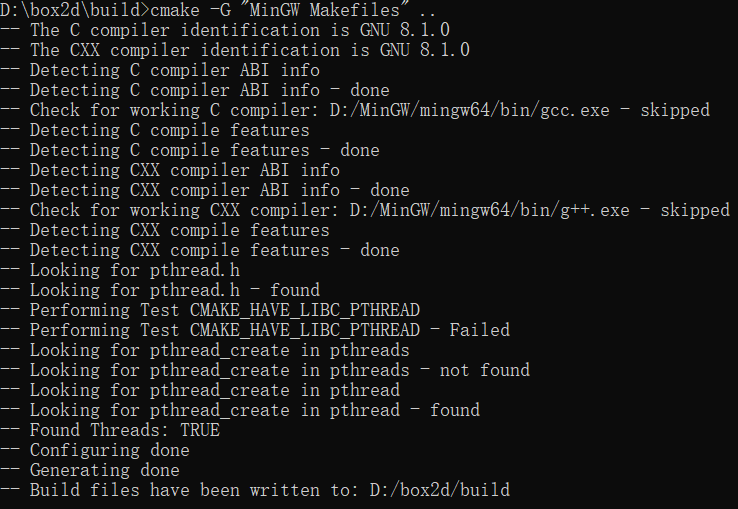 D:\box2d\build>cmake -G "MinGW Makefiles" ..
-- The C compiler identification is GNU 8.1.0
-- The CXX compiler identification is GNU 8.1.0
-- Detecting C compiler ABI info
-- Detecting C compiler ABI info - done
-- Check for working C compiler: D:/MinGW/mingw64/bin/gcc.exe - skipped
-- Detecting C compile features
-- Detecting C compile features - done
-- Detecting CXX compiler ABI info
-- Detecting CXX compiler ABI info - done
-- Check for working CXX compiler: D:/MinGW/mingw64/bin/g++.exe - skipped
-- Detecting CXX compile features
-- Detecting CXX compile features - done
-- Looking for pthread.h
-- Looking for pthread.h - found
-- Performing Test CMAKE_HAVE_LIBC_PTHREAD
-- Performing Test CMAKE_HAVE_LIBC_PTHREAD - Failed
-- Looking for pthread_create in pthreads
-- Looking for pthread_create in pthreads - not found
-- Looking for pthread_create in pthread
-- Looking for pthread_create in pthread - found
-- Found Threads: TRUE
-- Configuring done
-- Generating done
-- Build files have been written to: D:/box2d/build